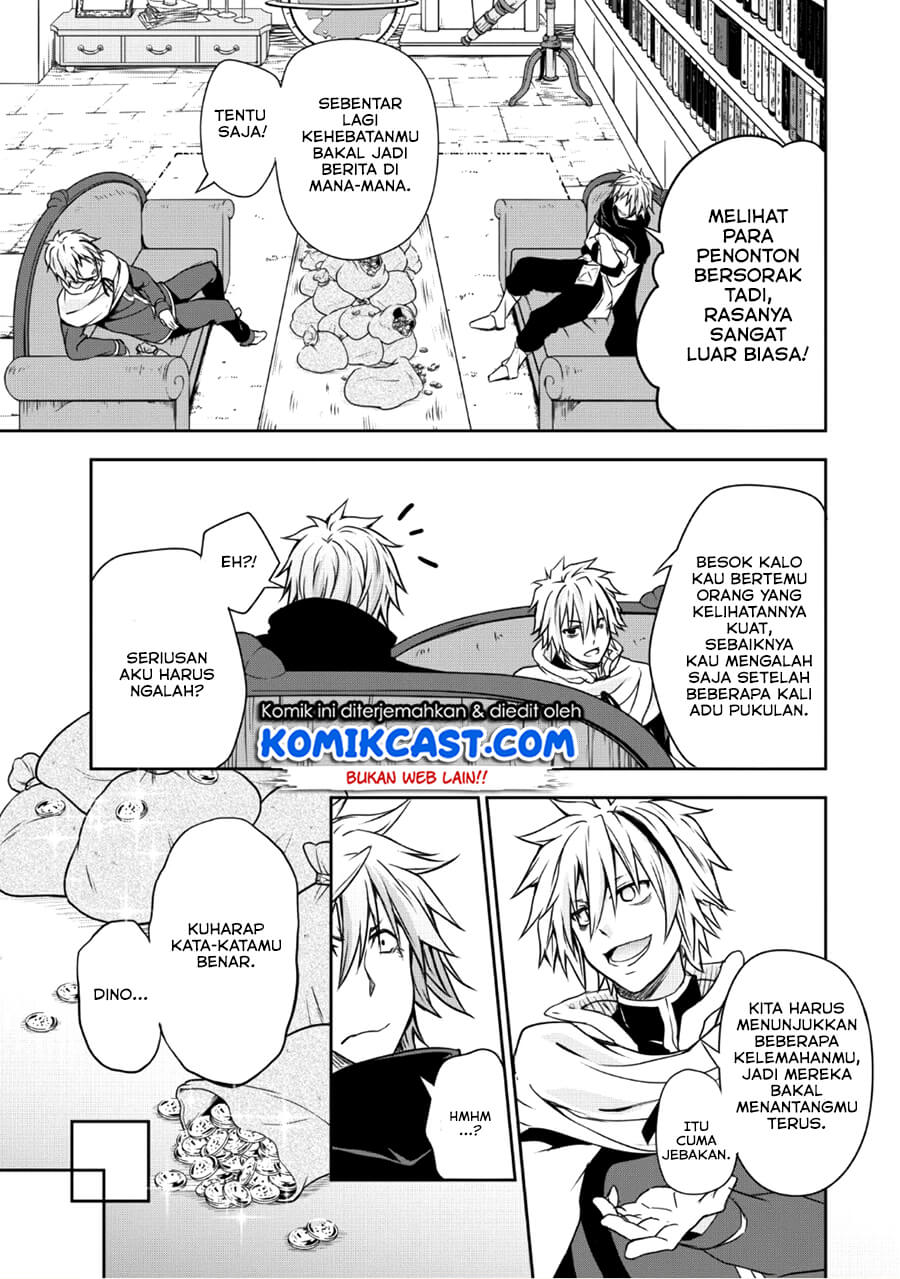 MELIHAT
PARA
PENONTON
BERSORAK
TADI,
RASANYA
SANGAT
LUAR BIASA!
SEBENTAR
LAGI
KEHEBATANMU
BAKAL JADI
BERITA DI
MANA-MANA.
TENTU
SAJA!
BESOK KALO
KAU BERTEMU
ORANG YANG
KELIHATANNYA
KUAT,
SEBAIKNYA
KAU MENGALAH
SAJA SETELAH
BEBERAPA KALI
ADU PUKULAN.
EH?!
SERIUSAN
AKU HARUS
NGALAH?
Komik ini diterjemahkan & diedit oleh
KOMIKCAST.COM
BUKAN WEB LAIN!!
KITA HARUS
MENUNJUKKAN
BEBERAPA
KELEMAHANMU,
JADI MEREKA
BAKAL
MENANTANGMU
TERUS.
ITU
CUMA
JEBAKAN.
HMHM
...?
KUHARAP
KATA-KATAMU
BENAR.
DINO...